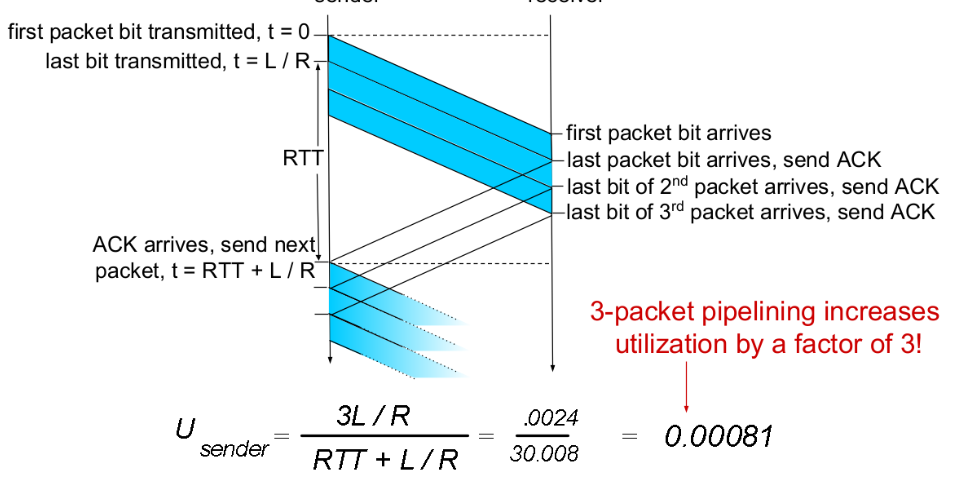 sender receiver
first packet bit transmitted, t = 0
last bit transmitted, t = L / R
first packet bit arrives
RTT
last packet bit arrives, send ACK
last bit of 2nd packet arrives, send ACK
last bit of 3rd packet arrives, send ACK
ACK arrives, send next
packet, t = RTT + L / R
3-packet pipelining increases
utilization by a factor of 3!
U sender = 3L / R / RTT + L / R = .0024 / 30.008 = 0.00081